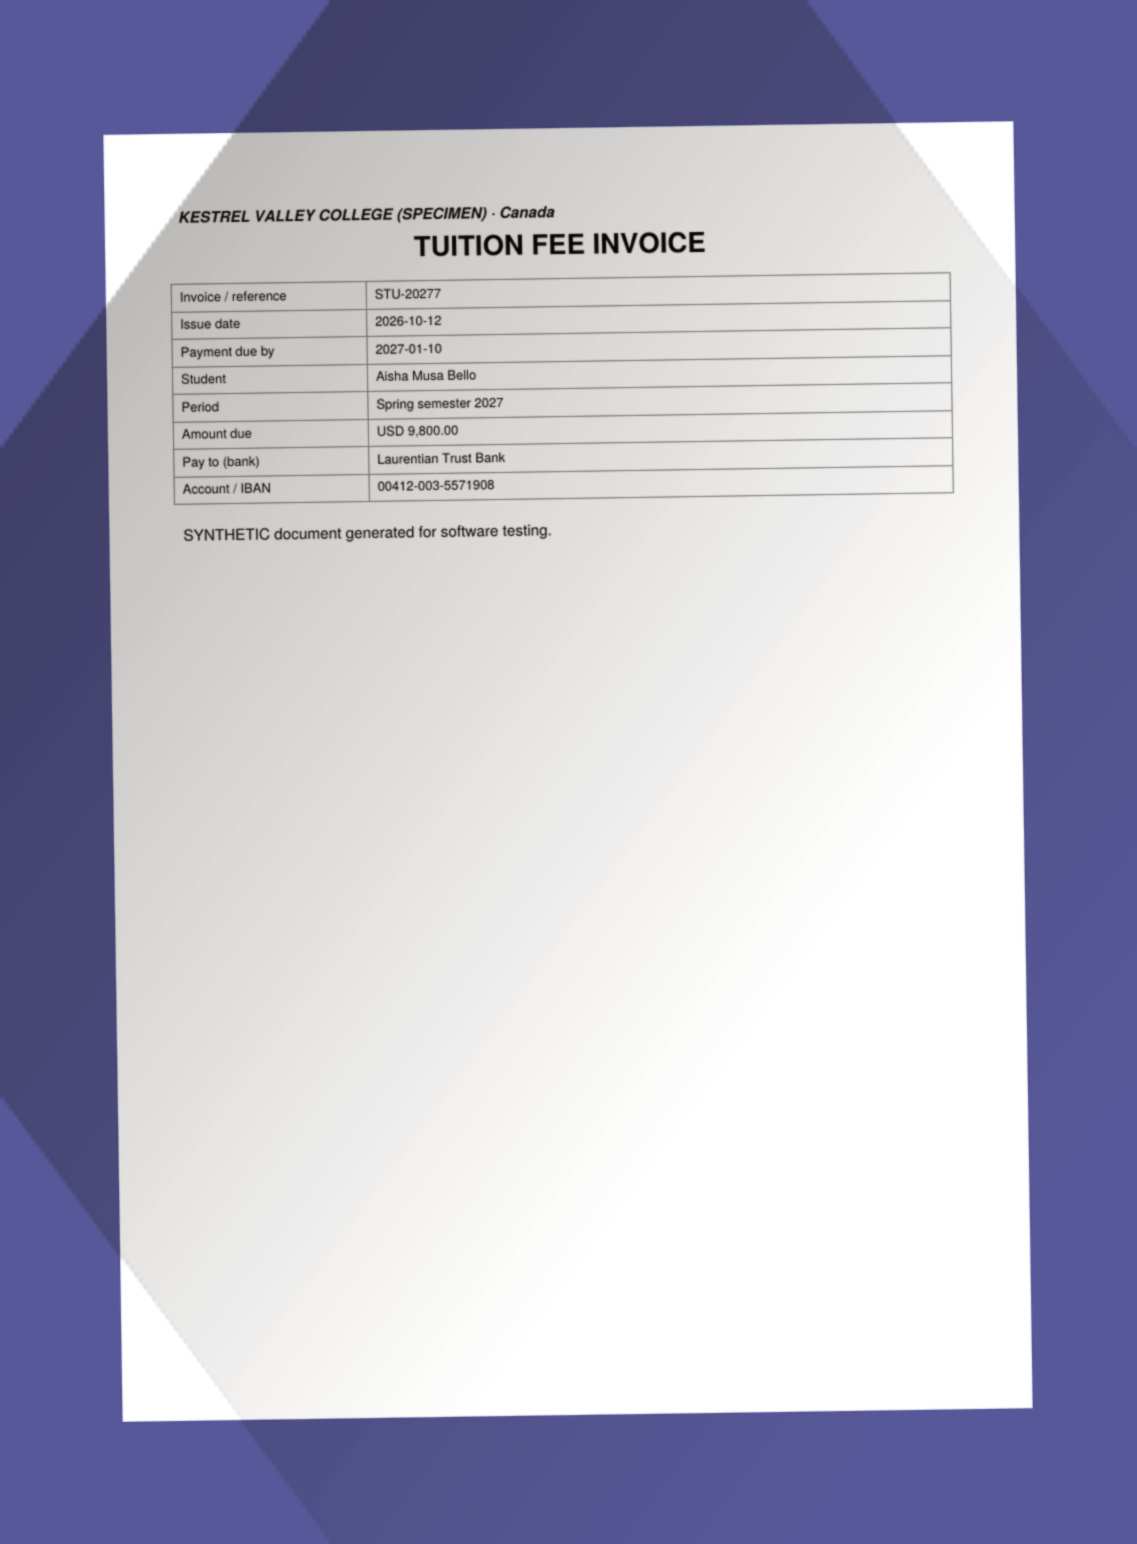 KESTREL VALLEY COLLEGE (SPECIMEN) · Canada
TUITION FEE INVOICE
Invoice / reference STU-20277
Issue date 2026-10-12
Payment due by 2027-01-10
Student Aisha Musa Bello
Period Spring semester 2027
Amount due USD 9,800.00
Pay to (bank) Laurentian Trust Bank
Account / IBAN 00412-003-5571908
SYNTHETIC document generated for software testing.